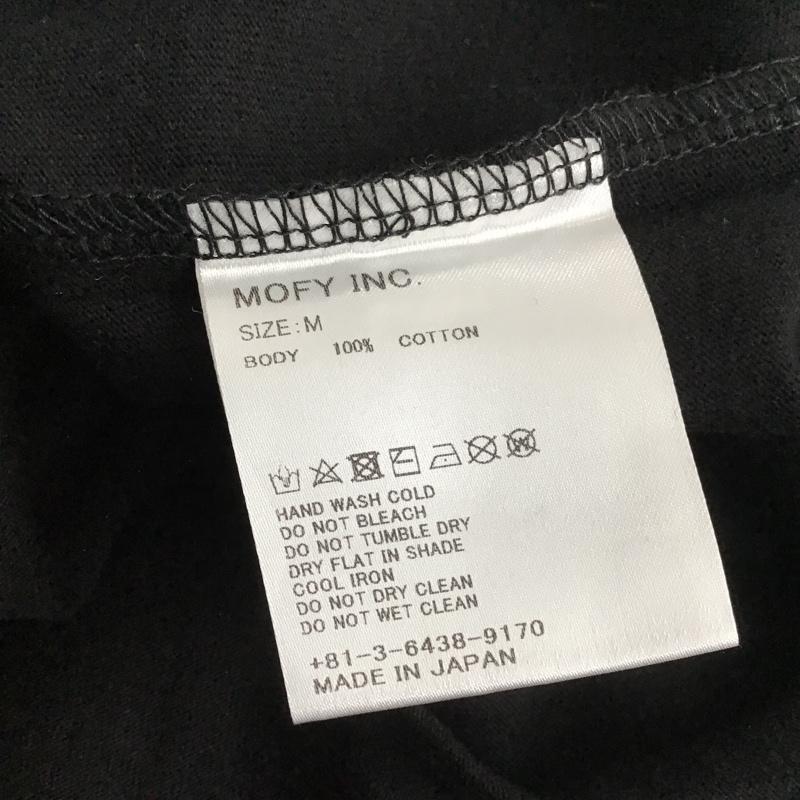 MOFY INC.
SIZE:M
BODY 100% COTTON
HAND WASH COLD
DO NOT BLEACH
DO NOT TUMBLE DRY
DRY FLAT IN SHADE
COOL IRON
DO NOT DRY CLEAN
DO NOT WET CLEAN
+81-3-6438-9170
MADE IN JAPAN